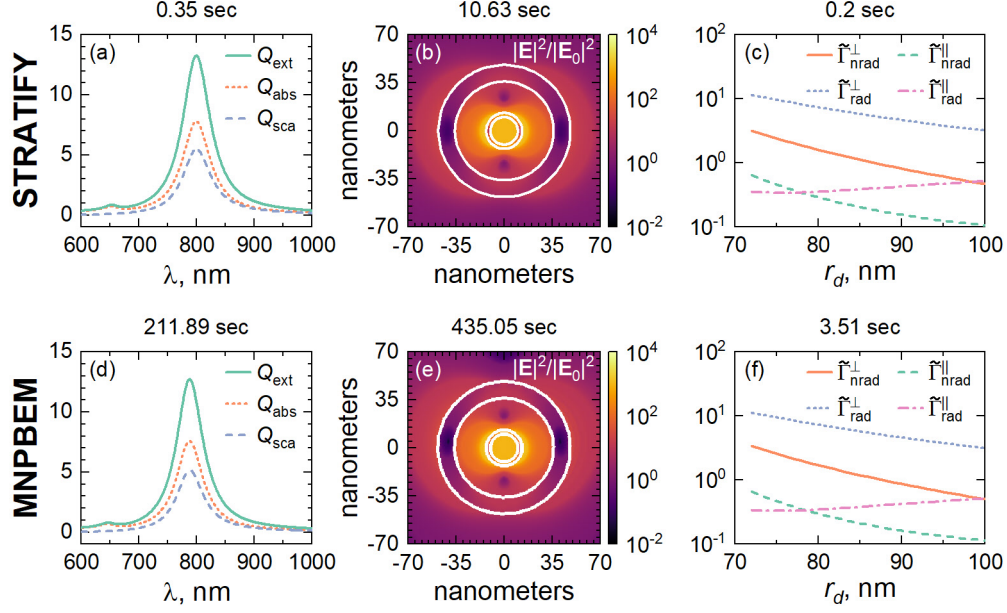 STRATIFY
0.35 sec
(a)
Q_ext
Q_abs
Q_sca
15
10
5
0
600 700 800 900 1000
λ, nm
10.63 sec
(b)
|E|²/|E₀|²
nanometers
70
35
0
-35
-70
-70 -35 0 35 70
nanometers
10⁴
10²
10⁰
10⁻²
0.2 sec
(c)
Γ̃⊥nrad Γ̃∥nrad
Γ̃⊥rad Γ̃∥rad
10²
10¹
10⁰
10⁻¹
70 80 90 100
r_d, nm
MNPBEM
211.89 sec
(d)
Q_ext
Q_abs
Q_sca
15
10
5
0
600 700 800 900 1000
λ, nm
435.05 sec
(e)
|E|²/|E₀|²
nanometers
70
35
0
-35
-70
-70 -35 0 35 70
nanometers
10⁴
10²
10⁰
10⁻²
3.51 sec
(f)
Γ̃⊥nrad Γ̃∥nrad
Γ̃⊥rad Γ̃∥rad
10²
10¹
10⁰
10⁻¹
70 80 90 100
r_d, nm